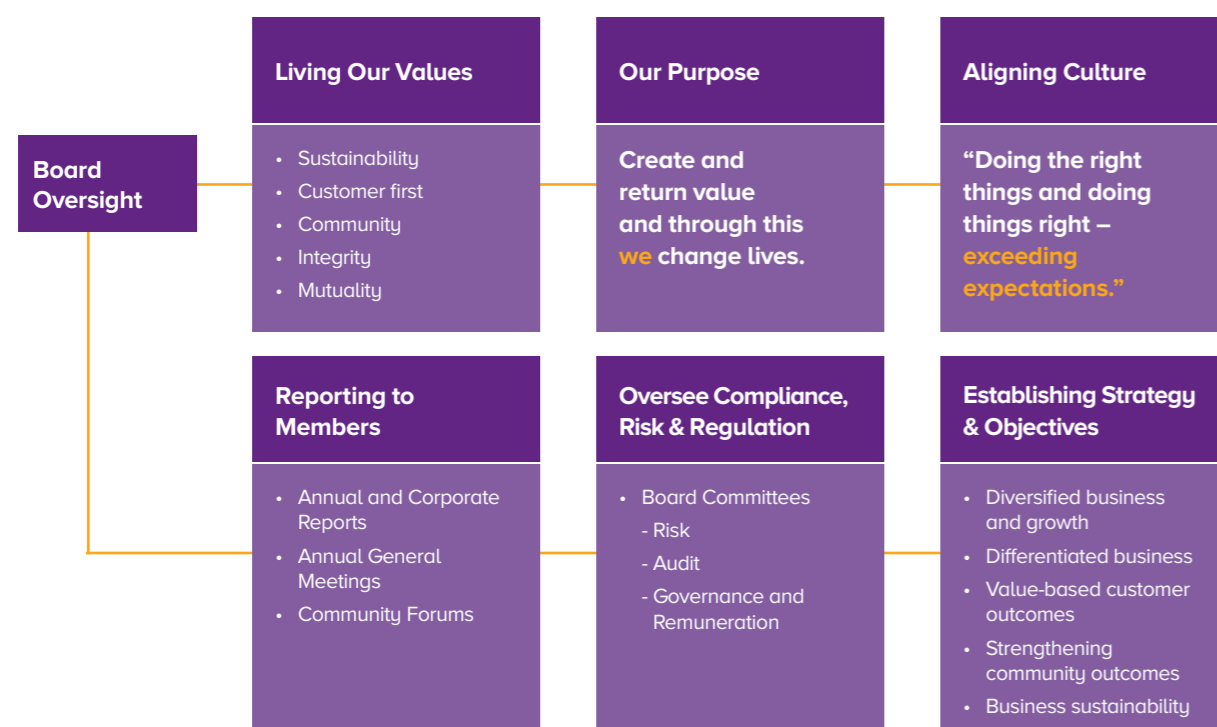 Board
Oversight
Living Our Values
• Sustainability
• Customer first
• Community
• Integrity
• Mutuality
Our Purpose
Create and
return value
and through this
we change lives.
Aligning Culture
“Doing the right
things and doing
things right –
exceeding
expectations.”
Reporting to
Members
• Annual and Corporate
Reports
• Annual General
Meetings
• Community Forums
Oversee Compliance,
Risk & Regulation
• Board Committees
- Risk
- Audit
- Governance and
Remuneration
Establishing Strategy
& Objectives
• Diversified business
and growth
• Differentiated business
• Value-based customer
outcomes
• Strengthening
community outcomes
• Business sustainability